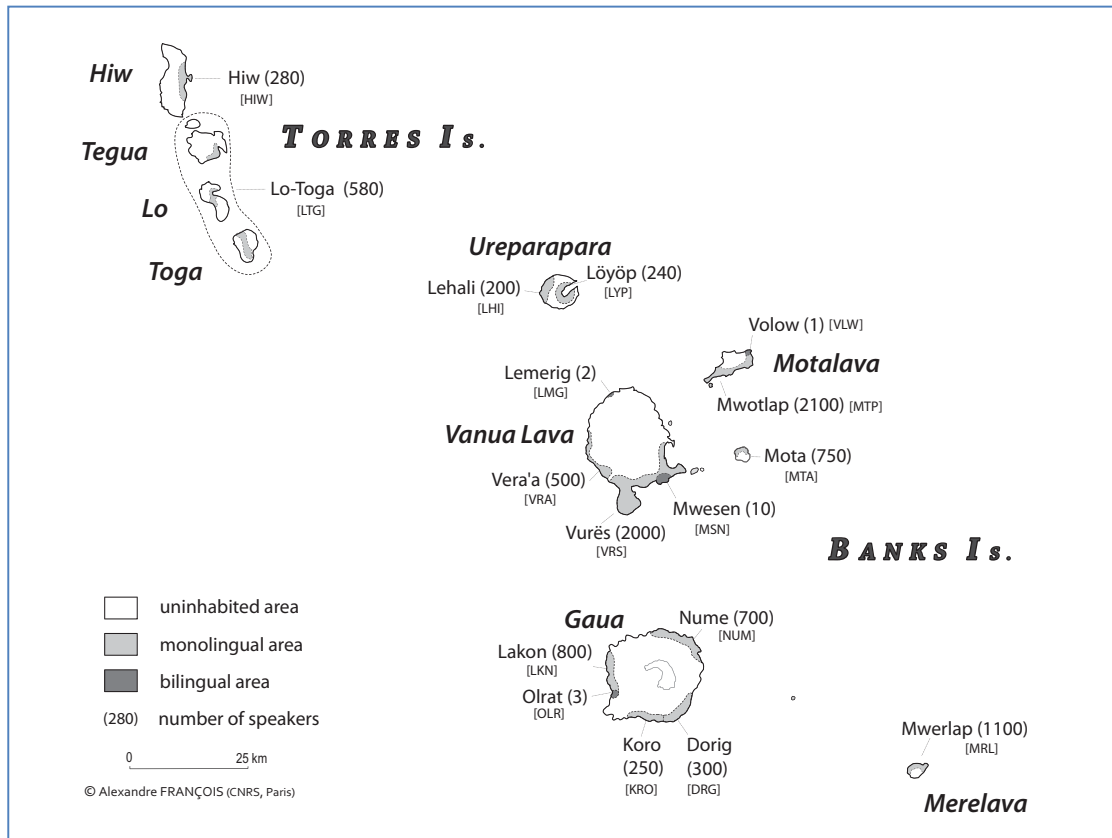 Hiw
Hiw (280)
[HIW]
TORRES Is.
Tegua
Lo-Toga (580)
[LTG]
Lo
Toga
Ureparapara
Löyöp (240)
[LYP]
Lehali (200)
[LHI]
Volow (1) [VLW]
Motalava
Mwotlap (2100) [MTP]
Lemerig (2)
[LMG]
Vanua Lava
Mota (750)
[MTA]
Vera'a (500)
[VRA]
Mwesen (10)
[MSN]
Vurës (2000)
[VRS]
BANKS Is.
uninhabited area
monolingual area
bilingual area
(280) number of speakers
0 25 km
© Alexandre FRANÇOIS (CNRS, Paris)
Gaua
Nume (700)
[NUM]
Lakon (800)
[LKN]
Olrat (3)
[OLR]
Koro
(250)
[KRO]
Dorig
(300)
[DRG]
Mwerlap (1100)
[MRL]
Merelava